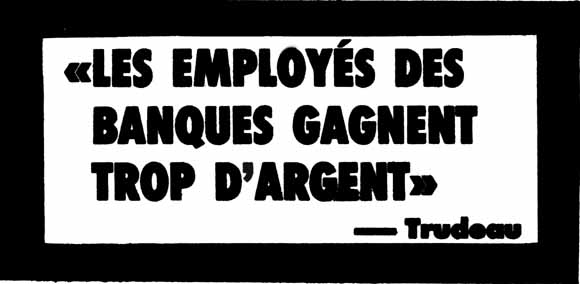 «LES EMPLOYÉS DES
BANQUES GAGNENT
TROP D'ARGENT»
— Trudeau